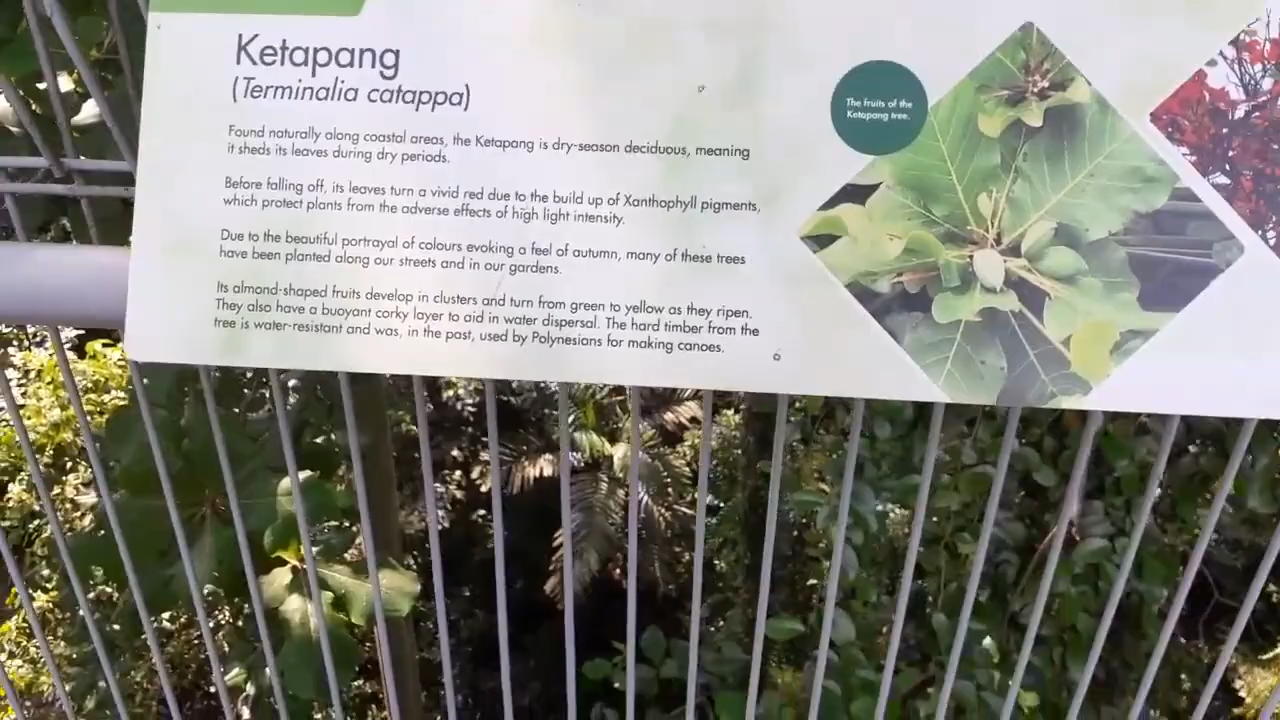 Ketapang
(Terminalia catappa)
Found naturally along coastal areas, the Ketapang is dry-season deciduous, meaning
it sheds its leaves during dry periods.
Before falling off, its leaves turn a vivid red due to the build up of Xanthophyll pigments,
which protect plants from the adverse effects of high light intensity.
Due to the beautiful portrayal of colours evoking a feel of autumn, many of these trees
have been planted along our streets and in our gardens.
Its almond-shaped fruits develop in clusters and turn from green to yellow as they ripen.
They also have a buoyant corky layer to aid in water dispersal. The hard timber from the
tree is water-resistant and was, in the past, used by Polynesians for making canoes.
The fruits of the
Ketapang tree.